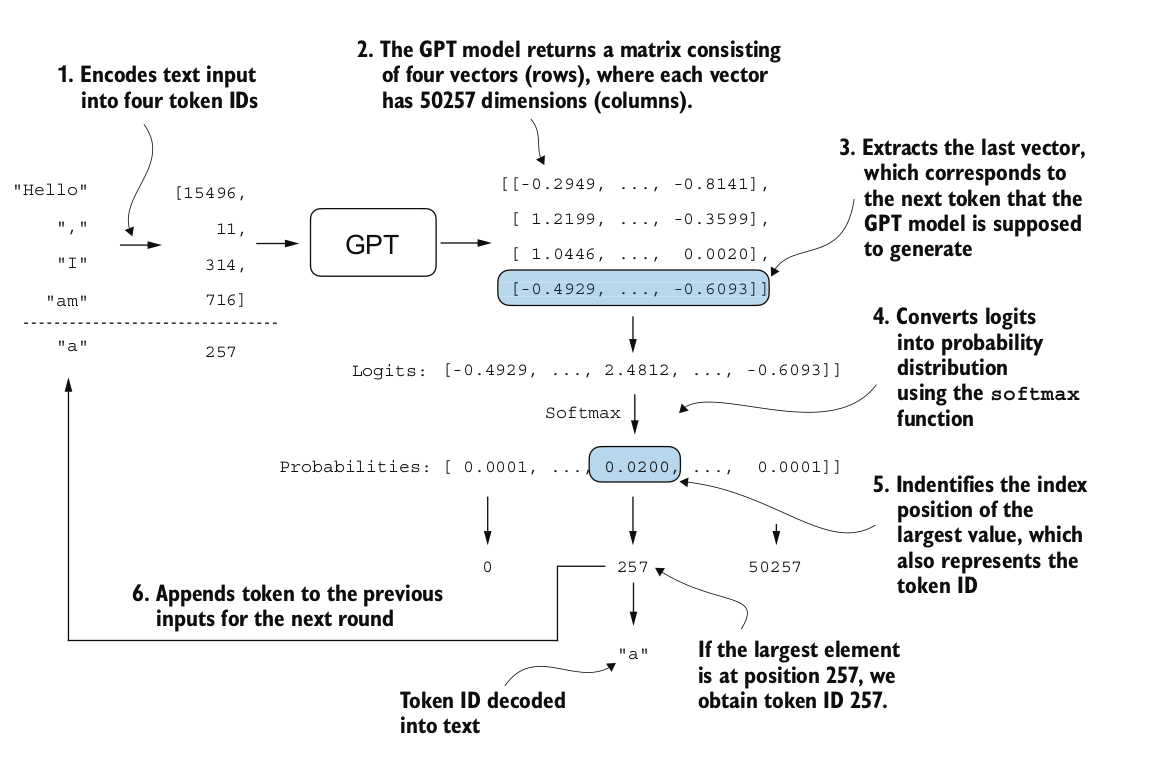 1. Encodes text input
into four token IDs
2. The GPT model returns a matrix consisting
of four vectors (rows), where each vector
has 50257 dimensions (columns).
3. Extracts the last vector,
which corresponds to
the next token that the
GPT model is supposed
to generate
"Hello" [15496,
"," 11,
"I" 314,
"am" 716]
"a" 257
GPT
[[-0.2949, ..., -0.8141],
[ 1.2199, ..., -0.3599],
[ 1.0446, ..., 0.0020],
[-0.4929, ..., -0.6093]]
4. Converts logits
into probability
distribution
using the softmax
function
Logits: [-0.4929, ..., 2.4812, ..., -0.6093]]
Softmax
Probabilities: [ 0.0001, ..., 0.0200, ..., 0.0001]]
5. Indentifies the index
position of the
largest value, which
also represents the
token ID
0 257 50257
6. Appends token to the previous
inputs for the next round
"a"
If the largest element
is at position 257, we
obtain token ID 257.
Token ID decoded
into text